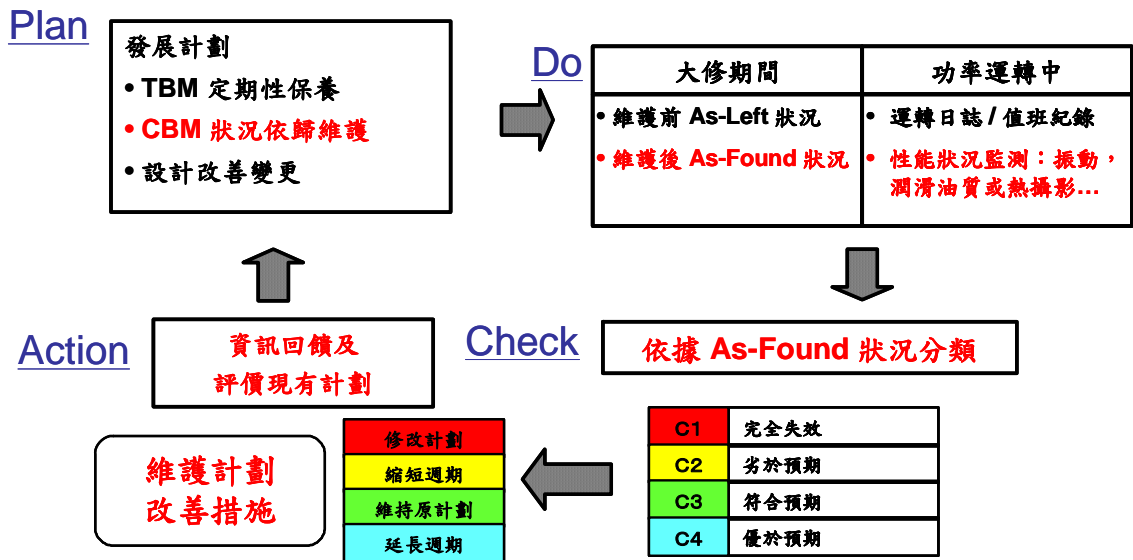 Plan
發展計劃
• TBM 定期性保養
• CBM 狀況依歸維護
• 設計改善變更
Do
大修期間
功率運轉中
• 維護前 As-Left 狀況
• 維護後 As-Found 狀況
• 運轉日誌 / 值班紀錄
• 性能狀況監測：振動，
潤滑油質或熱攝影...
Check
依據 As-Found 狀況分類
C1 完全失效
C2 劣於預期
C3 符合預期
C4 優於預期
Action
資訊回饋及
評價現有計劃
修改計劃
縮短週期
維持原計劃
延長週期
維護計劃
改善措施